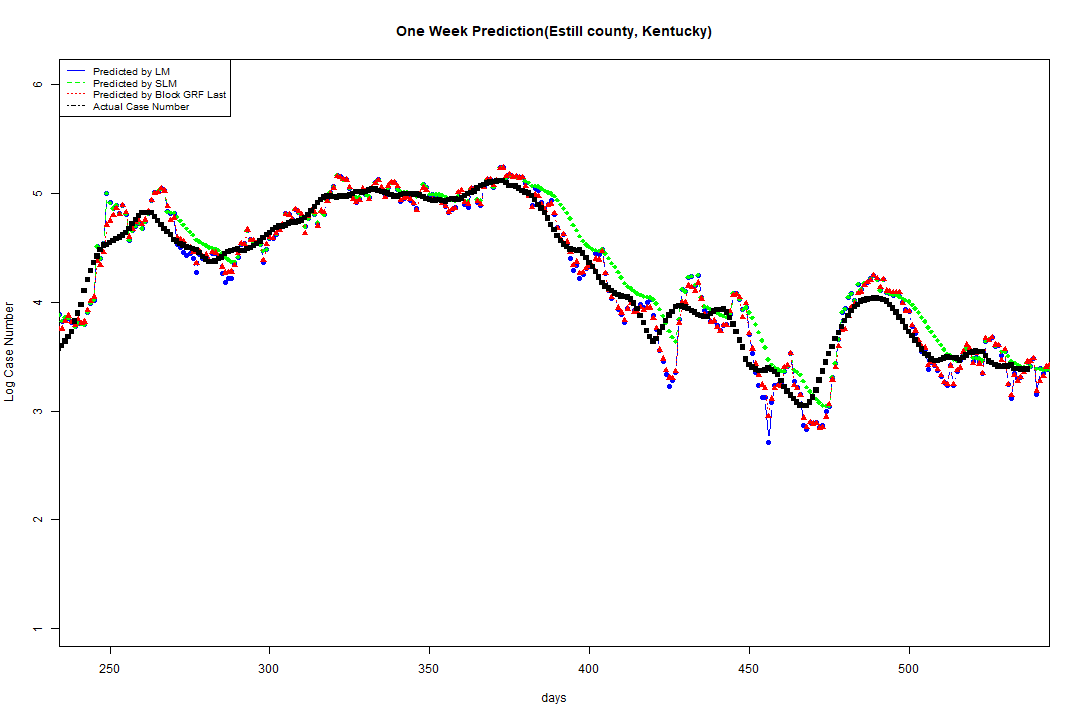 One Week Prediction(Estill county, Kentucky)
Predicted by LM
Predicted by SLM
Predicted by Block GRF Last
Actual Case Number
6
5
4
3
2
1
Log Case Number
250 300 350 400 450 500
days